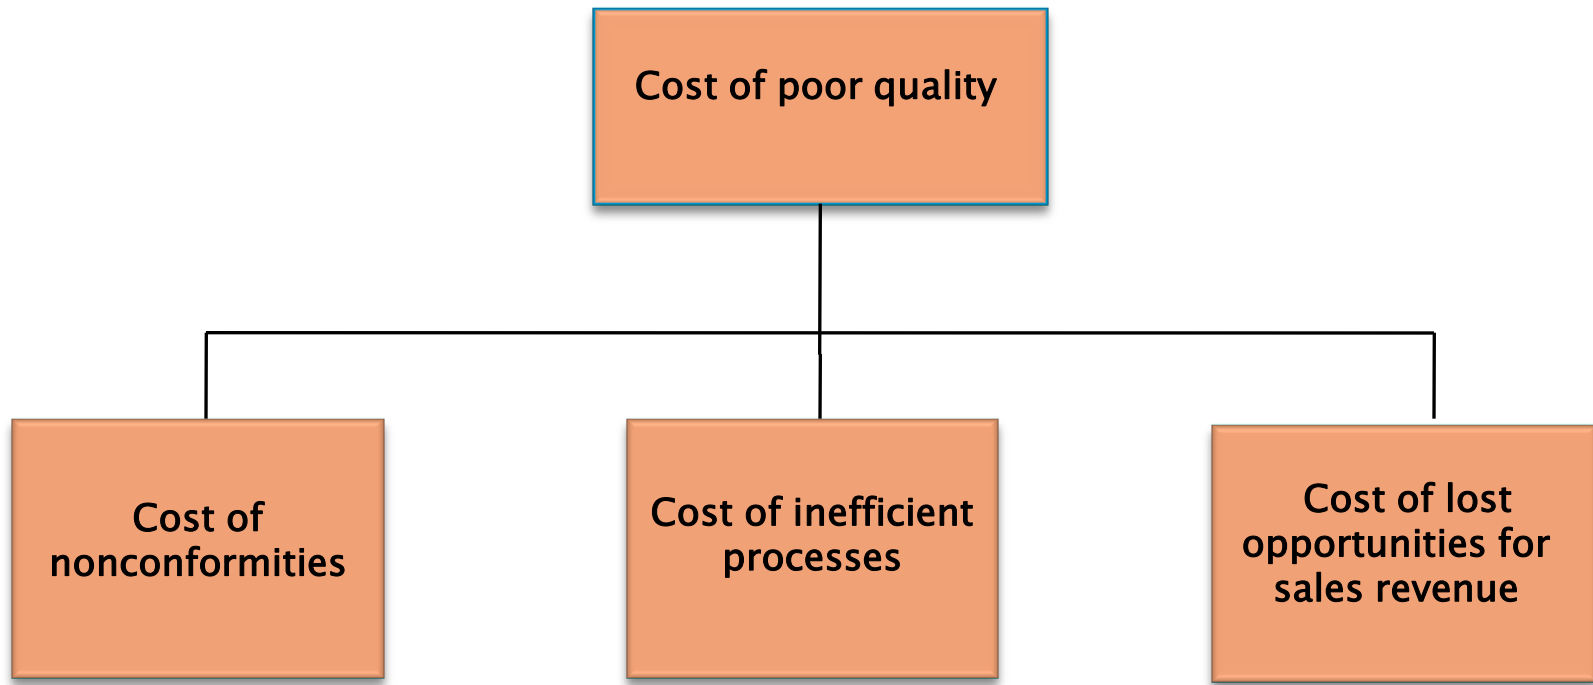 Cost of poor quality
Cost of
nonconformities
Cost of inefficient
processes
Cost of lost
opportunities for
sales revenue